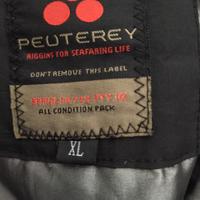 PEUTEREY
RIGGINS FOR SEAFARING LIFE
DON'T REMOVE THIS LABEL
ALL CONDITION PACK
XL